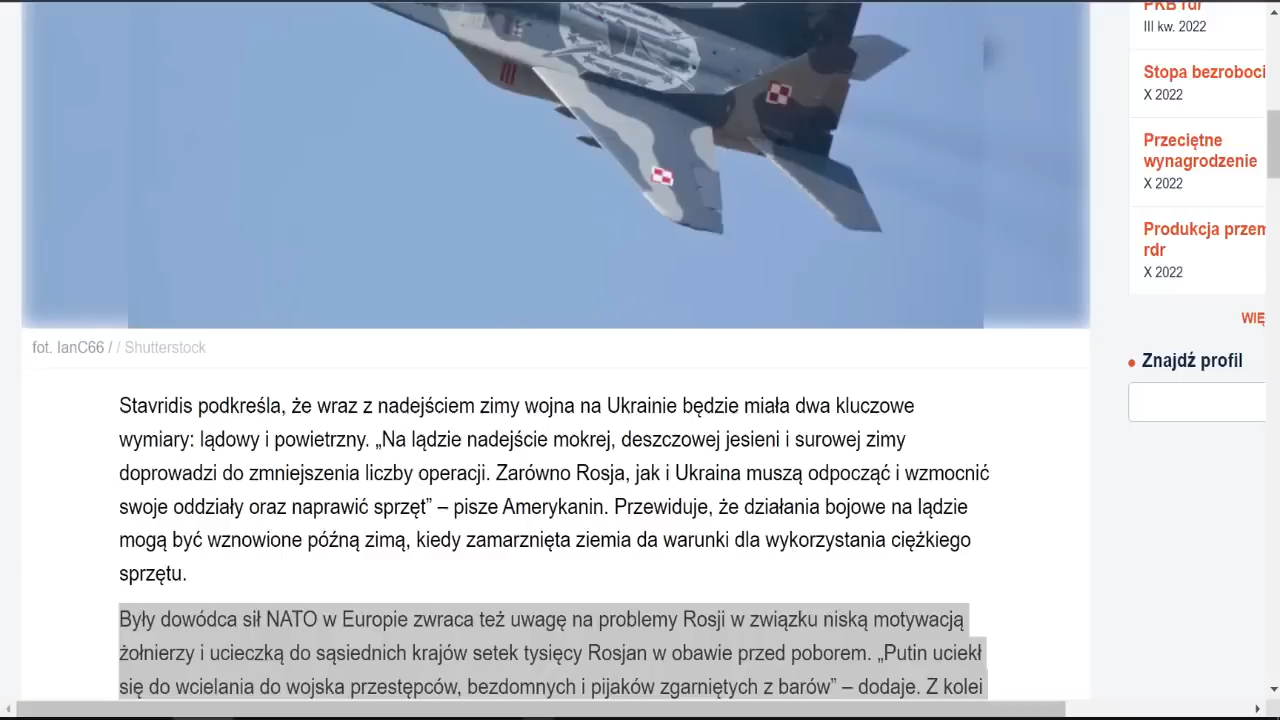 PKB rdr
III kw. 2022
Stopa bezroboci
X 2022
Przeciętne
wynagrodzenie
X 2022
Produkcja przem
rdr
X 2022
WIĘ
Znajdź profil
fot. IanC66 / / Shutterstock
Stavridis podkreśla, że wraz z nadejściem zimy wojna na Ukrainie będzie miała dwa kluczowe
wymiary: lądowy i powietrzny. „Na lądzie nadejście mokrej, deszczowej jesieni i surowej zimy
doprowadzi do zmniejszenia liczby operacji. Zarówno Rosja, jak i Ukraina muszą odpocząć i wzmocnić
swoje oddziały oraz naprawić sprzęt” – pisze Amerykanin. Przewiduje, że działania bojowe na lądzie
mogą być wznowione późną zimą, kiedy zamarznięta ziemia da warunki dla wykorzystania ciężkiego
sprzętu.
Były dowódca sił NATO w Europie zwraca też uwagę na problemy Rosji w związku niską motywacją
żołnierzy i ucieczką do sąsiednich krajów setek tysięcy Rosjan w obawie przed poborem. „Putin uciekł
się do wcielania do wojska przestępców, bezdomnych i pijaków zgarniętych z barów” – dodaje. Z kolei